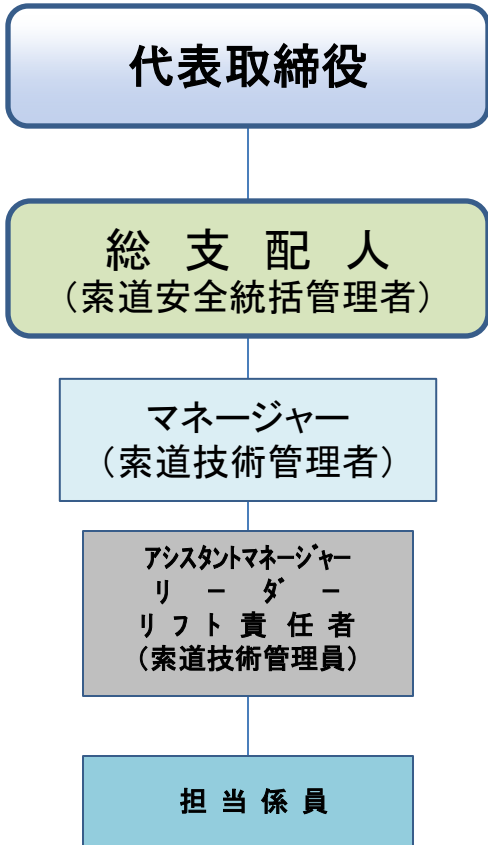 代表取締役
総 支 配 人
（索道安全統括管理者）
マネージャー
（索道技術管理者）
ｱｼｽﾀﾝﾄﾏﾈｰｼﾞｬｰ
リ ー ダ ー
リ フ ト 責 任 者
（索道技術管理員）
担 当 係 員